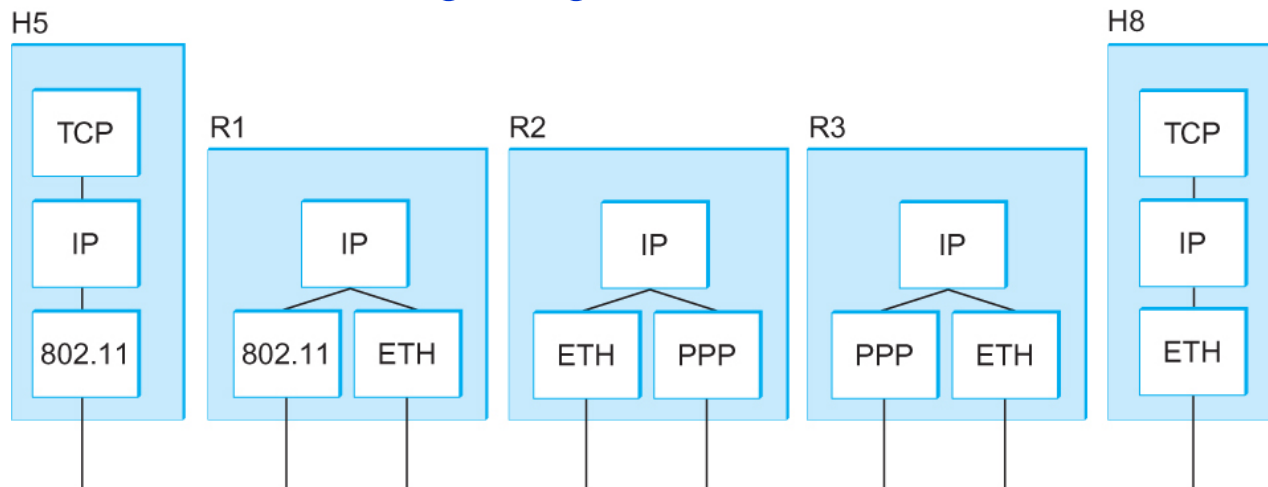 H5
H8
R1
R2
R3
TCP
TCP
IP
IP
IP
IP
IP
802.11
802.11
ETH
ETH
PPP
PPP
ETH
ETH